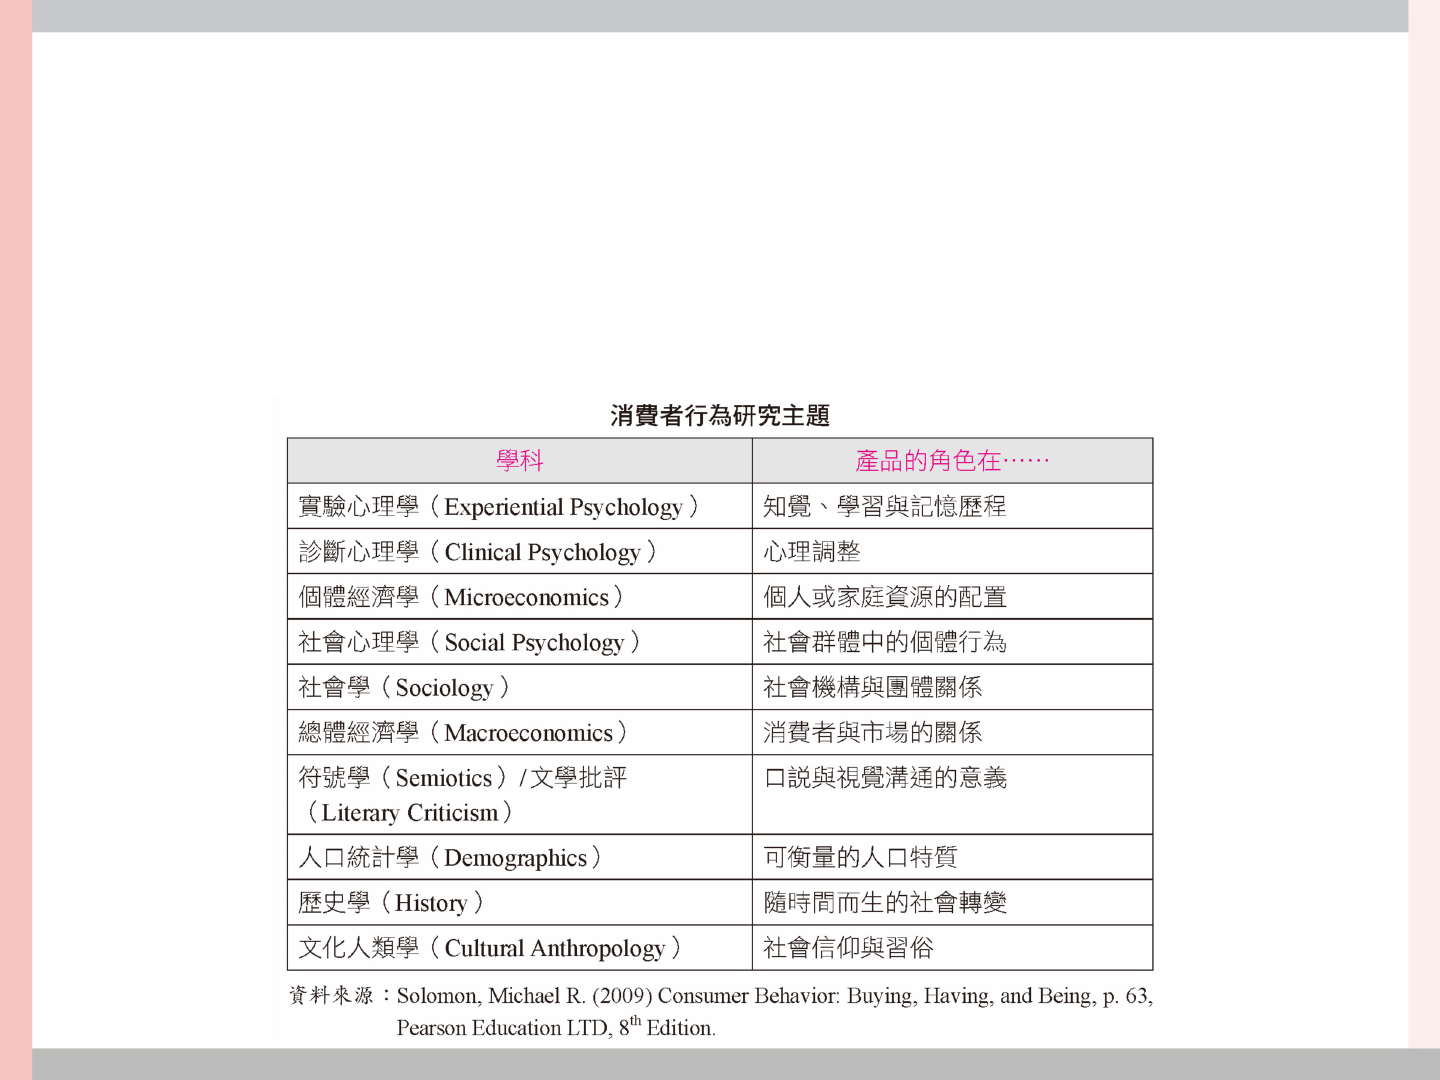 消費者行為研究主題
學科 產品的角色在……
實驗心理學（Experiential Psychology） 知覺、學習與記憶歷程
診斷心理學（Clinical Psychology） 心理調整
個體經濟學（Microeconomics） 個人或家庭資源的配置
社會心理學（Social Psychology） 社會群體中的個體行為
社會學（Sociology） 社會機構與團體關係
總體經濟學（Macroeconomics） 消費者與市場的關係
符號學（Semiotics）/文學批評 口說與視覺溝通的意義
（Literary Criticism）
人口統計學（Demographics） 可衡量的人口特質
歷史學（History） 隨時間而生的社會轉變
文化人類學（Cultural Anthropology） 社會信仰與習俗
資料來源：Solomon, Michael R. (2009) Consumer Behavior: Buying, Having, and Being, p. 63,
Pearson Education LTD, 8th Edition.